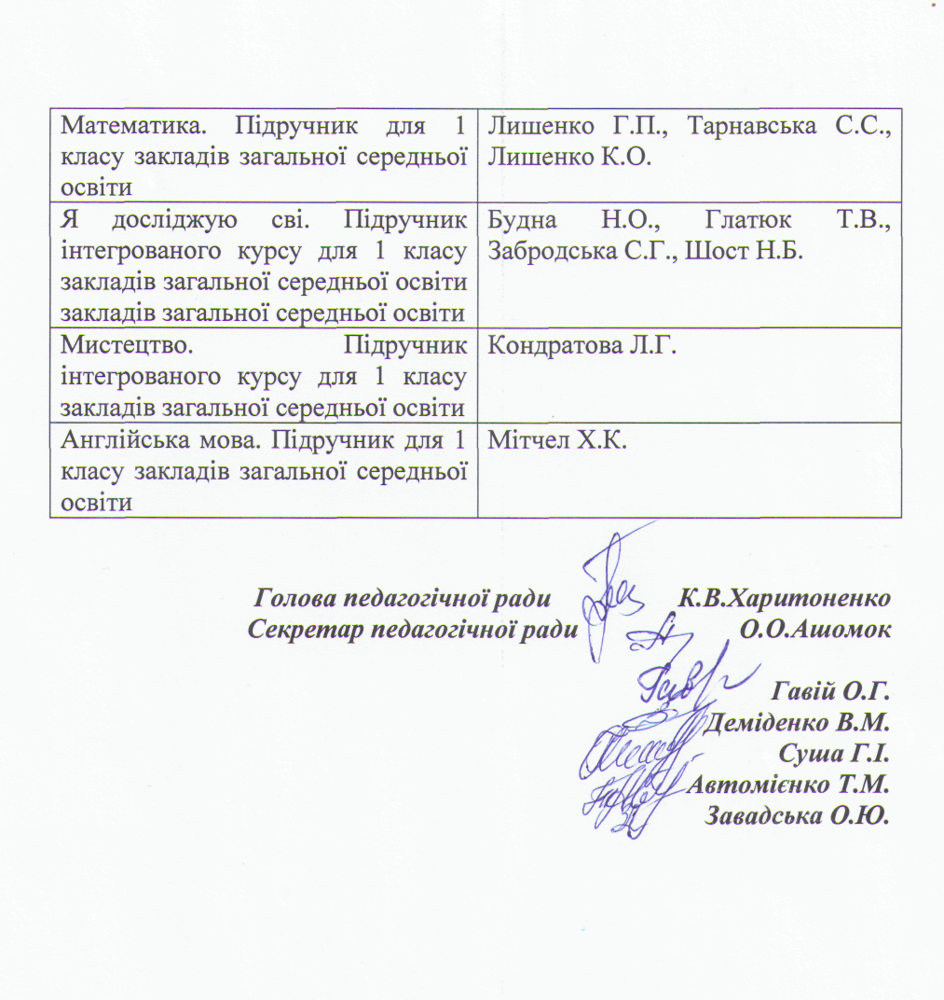 Математика. Підручник для 1
класу закладів загальної середньої
освіти
Лишенко Г.П., Тарнавська С.С.,
Лишенко К.О.
Я досліджую сві. Підручник
інтегрованого курсу для 1 класу
закладів загальної середньої освіти
закладів загальної середньої освіти
Будна Н.О., Глатюк Т.В.,
Забродська С.Г., Шост Н.Б.
Мистецтво. Підручник
інтегрованого курсу для 1 класу
закладів загальної середньої освіти
Кондратова Л.Г.
Англійська мова. Підручник для 1
класу закладів загальної середньої
освіти
Мітчел Х.К.
Голова педагогічної ради К.В.Харитоненко
Секретар педагогічної ради О.О.Ашомок
Гавій О.Г.
Деміденко В.М.
Суша Г.І.
Автомієнко Т.М.
Завадська О.Ю.